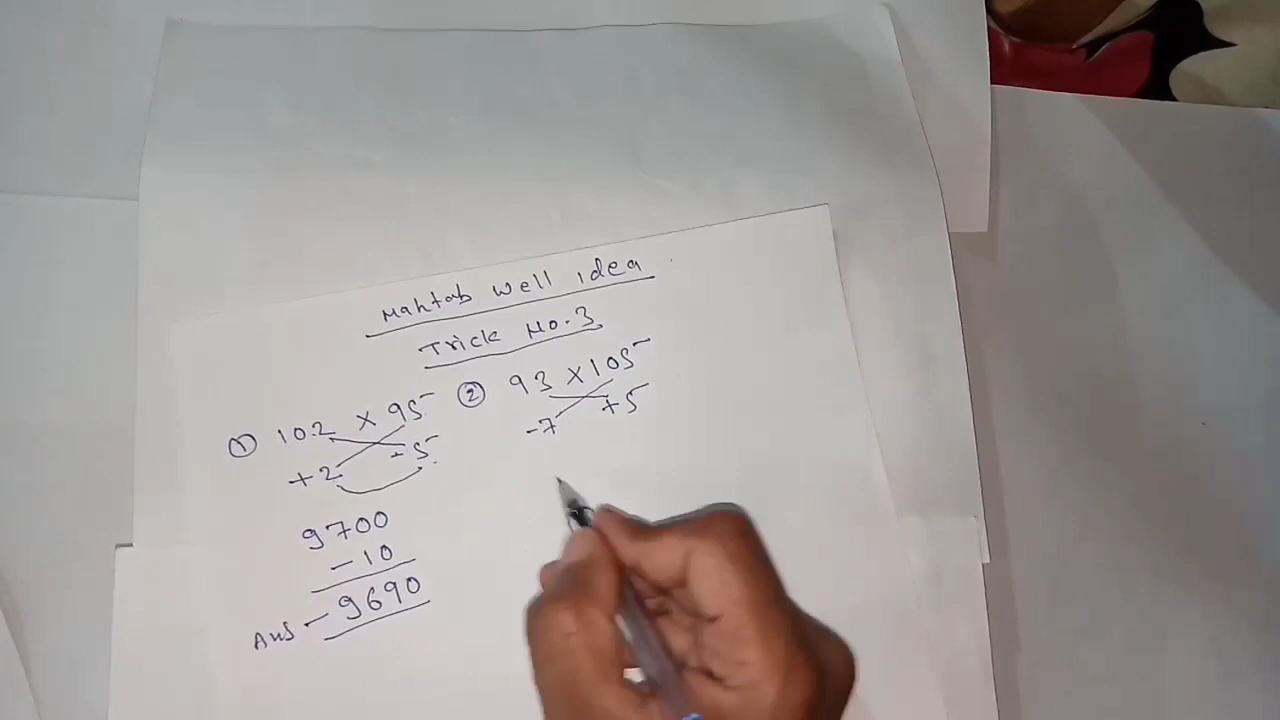 Mahtab well idea
Trick No.3
① 102 × 95
+2 -5
9700
-10
Ans - 9690
② 93 × 105
-7 +5